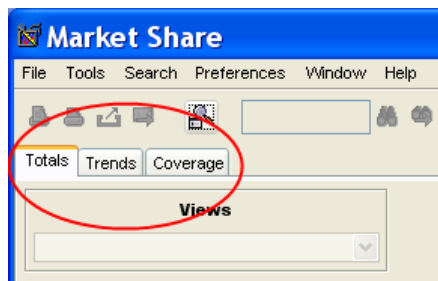 Market Share
File Tools Search Preferences Window Help
Totals Trends Coverage
Views